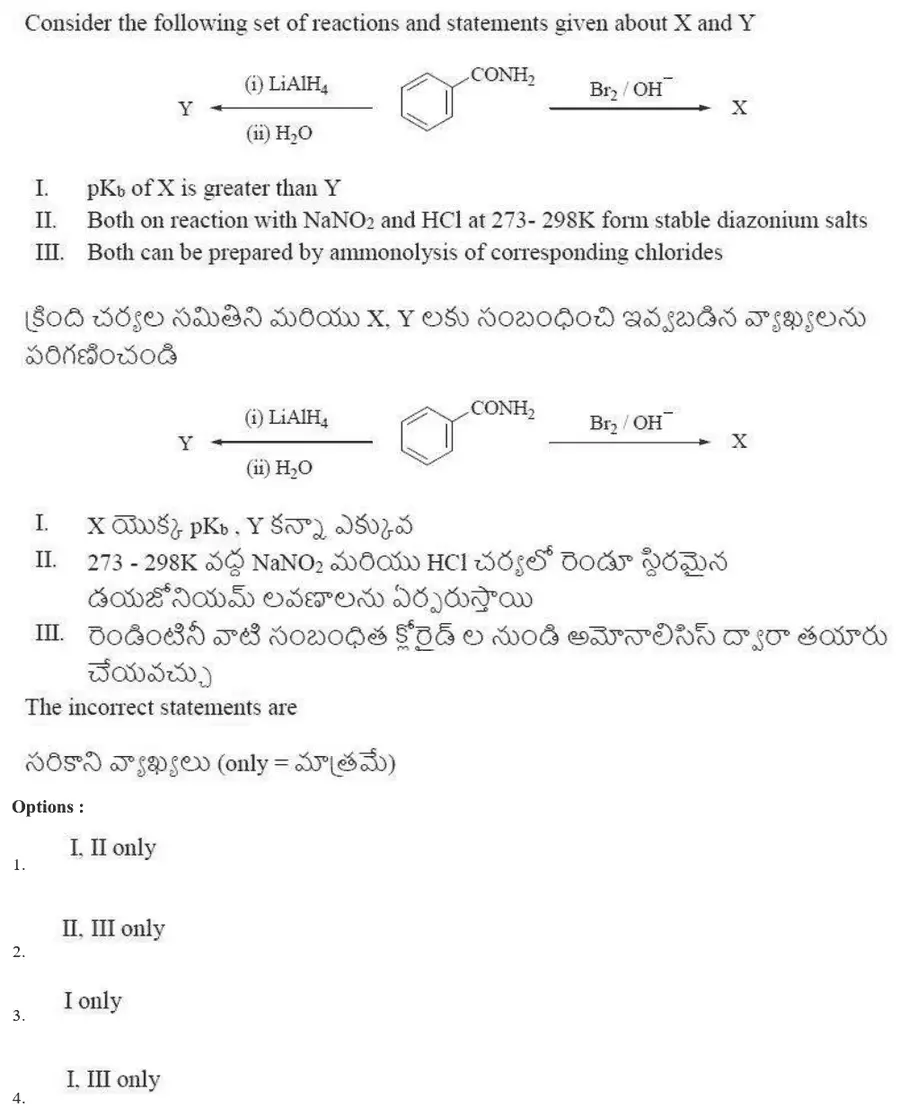 Consider the following set of reactions and statements given about X and Y
Y (i) LiAlH₄ (ii) H₂O CONH₂ Br₂ / OH⁻ X
I. pK_b of X is greater than Y
II. Both on reaction with NaNO₂ and HCl at 273- 298K form stable diazonium salts
III. Both can be prepared by ammonolysis of corresponding chlorides
క్రింది చర్యల సమితిని మరియు X, Y లకు సంబంధించి ఇవ్వబడిన వ్యాఖ్యలను
పరిగణించండి
Y (i) LiAlH₄ (ii) H₂O CONH₂ Br₂ / OH⁻ X
I. X యొక్క pK_b , Y కన్నా ఎక్కువ
II. 273 - 298K వద్ద NaNO₂ మరియు HCl చర్యలో రెండూ స్థిరమైన
డయజోనియమ్ లవణాలను ఏర్పరుస్తాయి
III. రెండింటినీ వాటి సంబంధిత క్లోరైడ్ ల నుండి అమోనాలిసిస్ ద్వారా తయారు
చేయవచ్చు
The incorrect statements are
సరికాని వ్యాఖ్యలు (only = మాత్రమే)
Options :
1. I, II only
2. II, III only
3. I only
4. I, III only